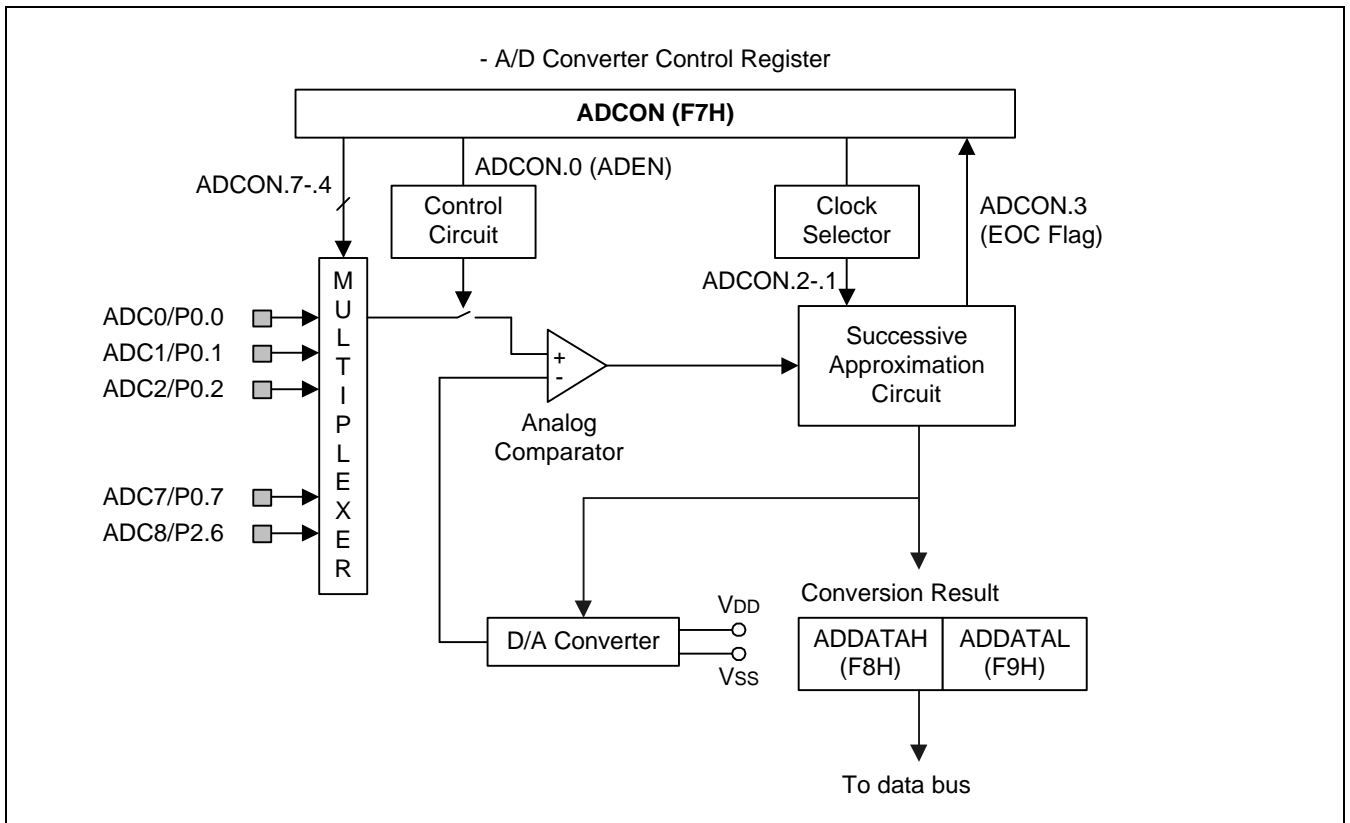 - A/D Converter Control Register
ADCON (F7H)
ADCON.7-.4
ADCON.0 (ADEN)
Control
Circuit
Clock
Selector
ADCON.3
(EOC Flag)
ADCON.2-.1
M
U
L
T
I
P
L
E
X
E
R
ADC0/P0.0
ADC1/P0.1
ADC2/P0.2
ADC7/P0.7
ADC8/P2.6
+
-
Analog
Comparator
Successive
Approximation
Circuit
D/A Converter
VDD
VSS
Conversion Result
ADDATAH
(F8H)
ADDATAL
(F9H)
To data bus